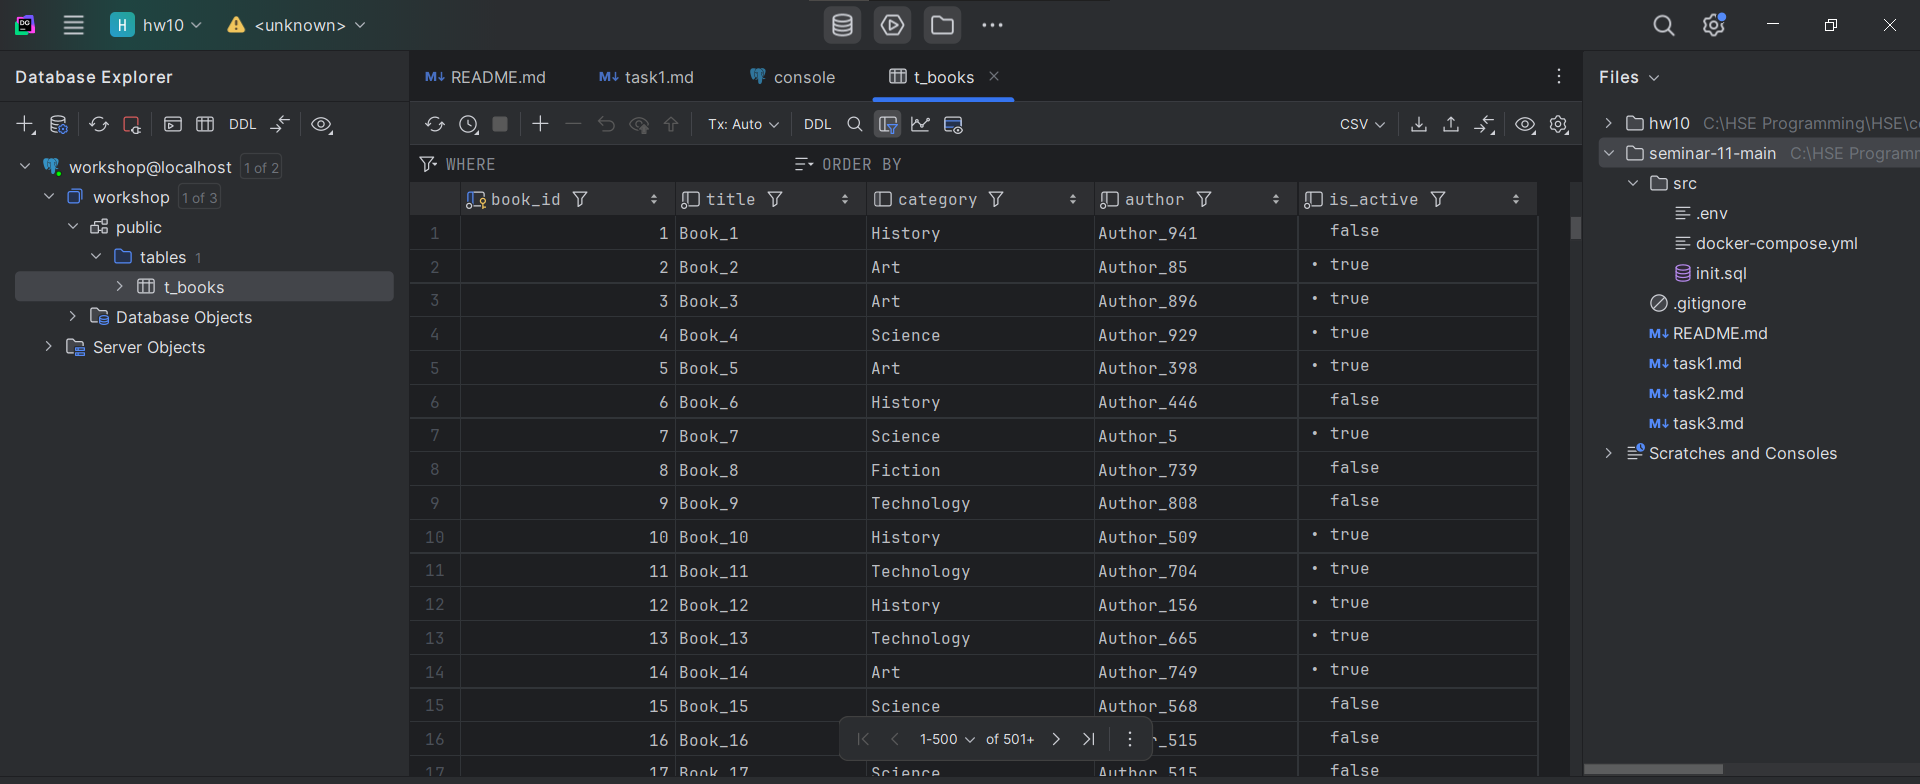 H hw10 <unknown>
Database Explorer
DDL
workshop@localhost 1 of 2
workshop 1 of 3
public
tables 1
t_books
Database Objects
Server Objects
README.md task1.md console t_books
Tx: Auto DDL CSV
WHERE ORDER BY
book_id title category author is_active
1 1 Book_1 History Author_941 false
2 2 Book_2 Art Author_85 true
3 3 Book_3 Art Author_896 true
4 4 Book_4 Science Author_929 true
5 5 Book_5 Art Author_398 true
6 6 Book_6 History Author_446 false
7 7 Book_7 Science Author_5 true
8 8 Book_8 Fiction Author_739 false
9 9 Book_9 Technology Author_808 false
10 10 Book_10 History Author_509 true
11 11 Book_11 Technology Author_704 true
12 12 Book_12 History Author_156 true
13 13 Book_13 Technology Author_665 true
14 14 Book_14 Art Author_749 true
15 15 Book_15 Science Author_568 false
16 16 Book_16 _515 false
17 17 Book_17 Science Author_515 false
1-500 of 501+
Files
hw10 C:\HSE Programming\HSE\c
seminar-11-main C:\HSE Program
src
.env
docker-compose.yml
init.sql
.gitignore
README.md
task1.md
task2.md
task3.md
Scratches and Consoles